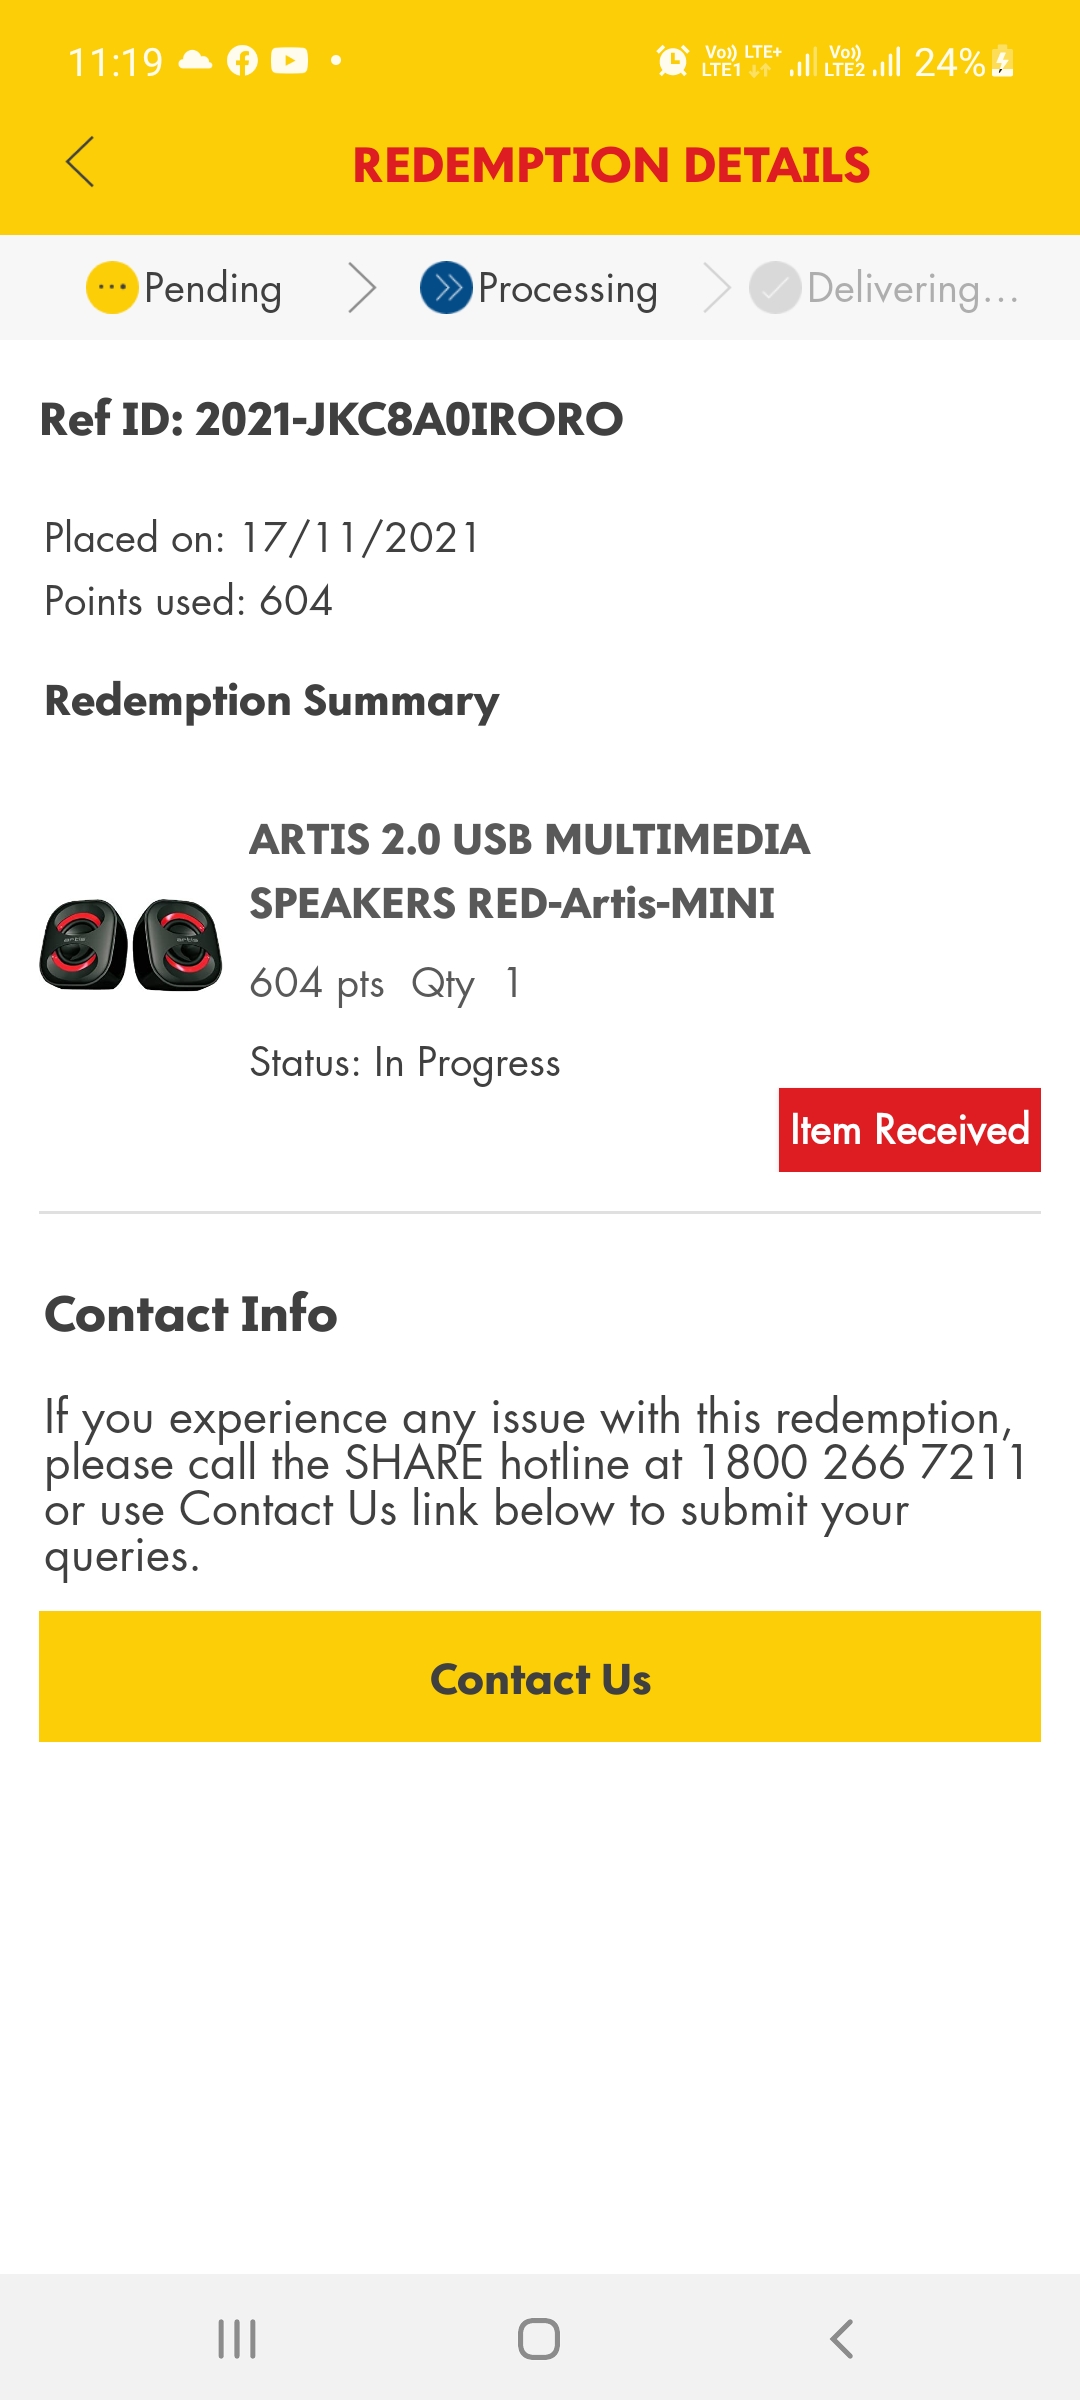 11:19
Vo)) LTE+
LTE1
Vo))
LTE2
24%
REDEMPTION DETAILS
Pending
Processing
Delivering...
Ref ID: 2021-JKC8A0IRORO
Placed on: 17/11/2021
Points used: 604
Redemption Summary
ARTIS 2.0 USB MULTIMEDIA
SPEAKERS RED-Artis-MINI
artis
artis
604 pts Qty 1
Status: In Progress
Item Received
Contact Info
If you experience any issue with this redemption,
please call the SHARE hotline at 1800 266 7211
or use Contact Us link below to submit your
queries.
Contact Us